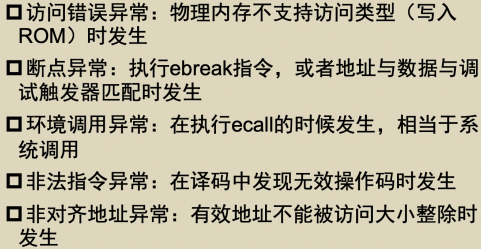 访问错误异常：物理内存不支持访问类型（写入
ROM）时发生
断点异常：执行ebreak指令，或者地址与数据与调
试触发器匹配时发生
环境调用异常：在执行ecall的时候发生，相当于系
统调用
非法指令异常：在译码中发现无效操作码时发生
非对齐地址异常：有效地址不能被访问大小整除时
发生